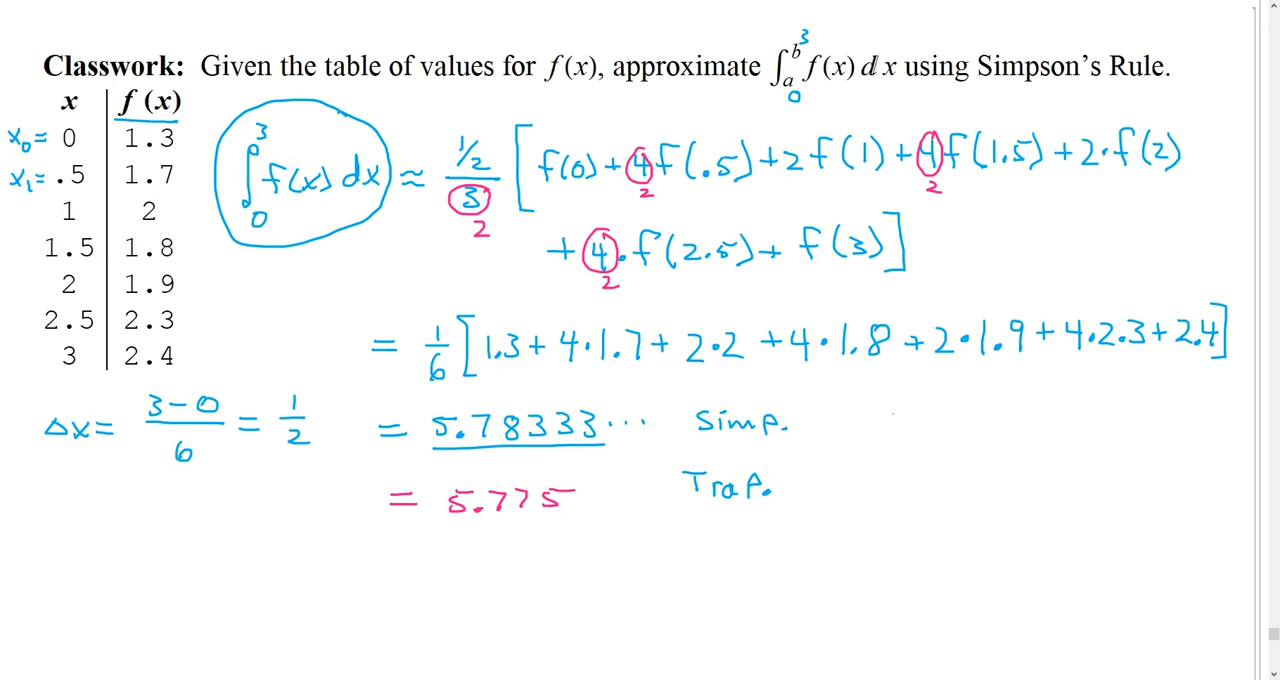 Classwork: Given the table of values for f(x), approximate ∫ₐᵇ f(x) dx using Simpson's Rule.
3
0
x f (x)
x₀= 0 1.3
x₁= .5 1.7
1 2
1.5 1.8
2 1.9
2.5 2.3
3 2.4
∫₀³ f(x) dx ≈ ½/3 [f(0)+4f(.5)+2f(1)+4f(1.5)+2·f(2)
2 2 2
+4·f(2.5)+f(3)]
2
= 1/6 [1.3+4·1.7+2·2+4·1.8+2·1.9+4·2.3+2.4]
Δx= 3-0/6 = 1/2
= 5.78333... Simp.
= 5.775 Trap.